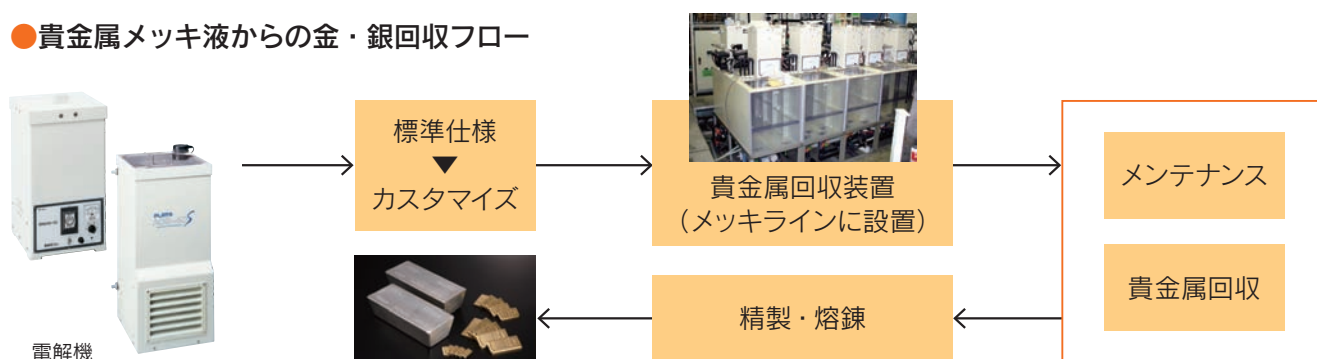 ●貴金属メッキ液からの金・銀回収フロー
標準仕様
▼
カスタマイズ
貴金属回収装置
（メッキラインに設置）
メンテナンス
貴金属回収
精製・熔錬
電解機